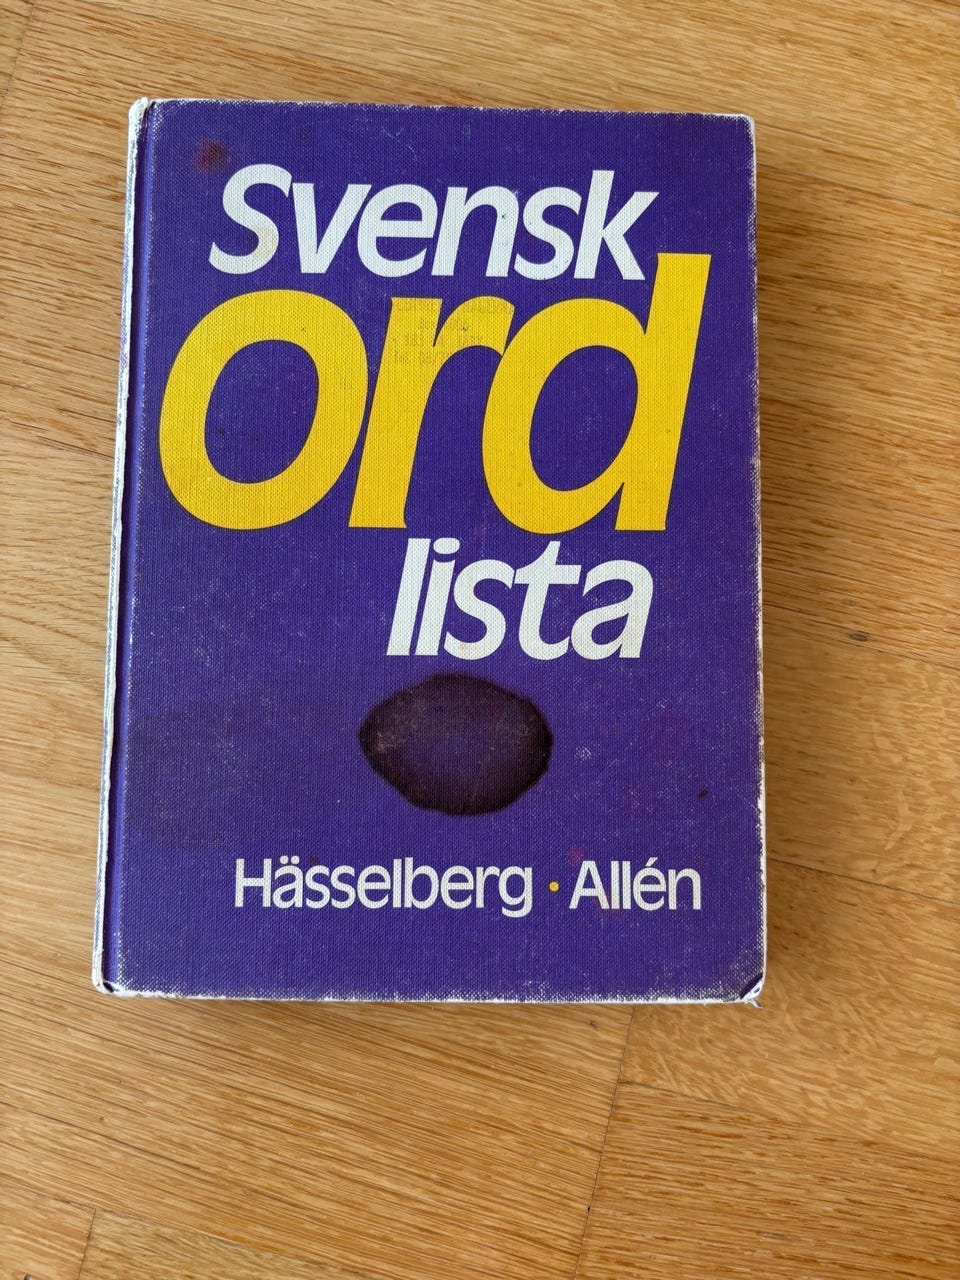 Svensk
ord
lista
Hässelberg · Allén